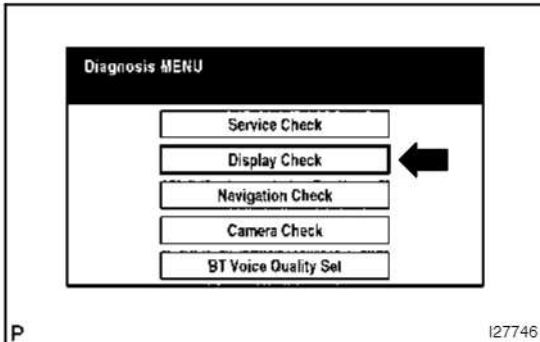 Diagnosis MENU
Service Check
Display Check
Navigation Check
Camera Check
BT Voice Quality Set
P
I27746